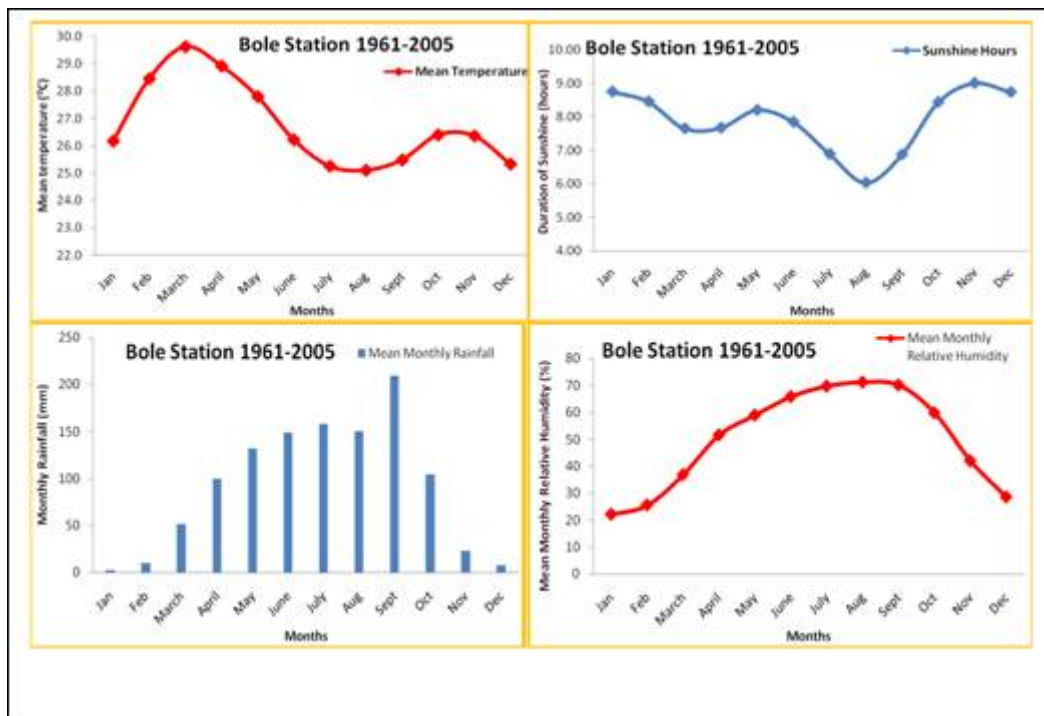 Bole Station 1961-2005
Mean Temperature
Mean temperature (°C)
30.0
29.0
28.0
27.0
26.0
25.0
24.0
23.0
22.0
Jan Feb March April May June July Aug Sept Oct Nov Dec
Months
Bole Station 1961-2005
Sunshine Hours
Duration of Sunshine (hours)
10.00
9.00
8.00
7.00
6.00
5.00
4.00
Jan Feb March April May June July Aug Sept Oct Nov Dec
Months
Bole Station 1961-2005
Mean Monthly Rainfall
Monthly Rainfall (mm)
250
200
150
100
50
0
Jan Feb March April May June July Aug Sept Oct Nov Dec
Months
Bole Station 1961-2005
Mean Monthly
Relative Humidity
Mean Monthly Relative Humidity (%)
80
70
60
50
40
30
20
10
0
Jan Feb March April May June July Aug Sept Oct Nov Dec
Months